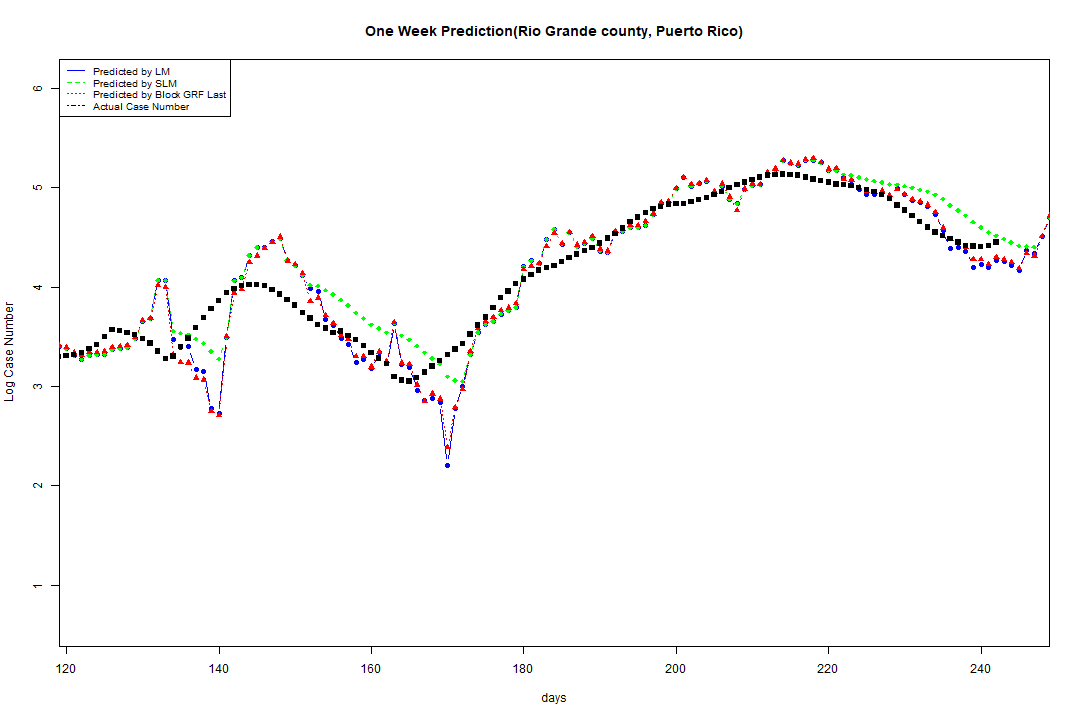 One Week Prediction(Rio Grande county, Puerto Rico)
Predicted by LM
Predicted by SLM
Predicted by Block GRF Last
Actual Case Number
6
5
4
3
2
1
Log Case Number
120 140 160 180 200 220 240
days